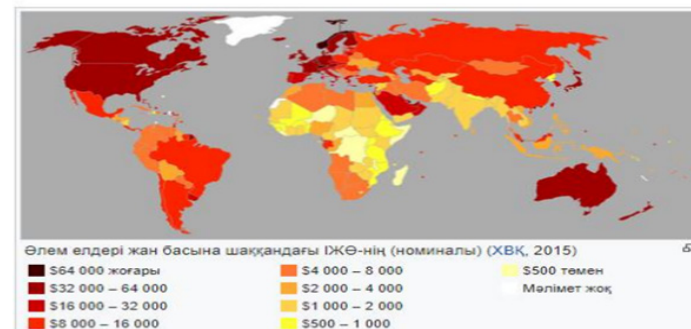 Әлем елдері жан басына шаққандағы ІЖӨ-нің (номиналы) (ХВҚ, 2015)
$64 000 жоғары
$32 000 – 64 000
$16 000 – 32 000
$8 000 – 16 000
$4 000 – 8 000
$2 000 – 4 000
$1 000 – 2 000
$500 – 1 000
$500 төмен
Мәлімет жоқ